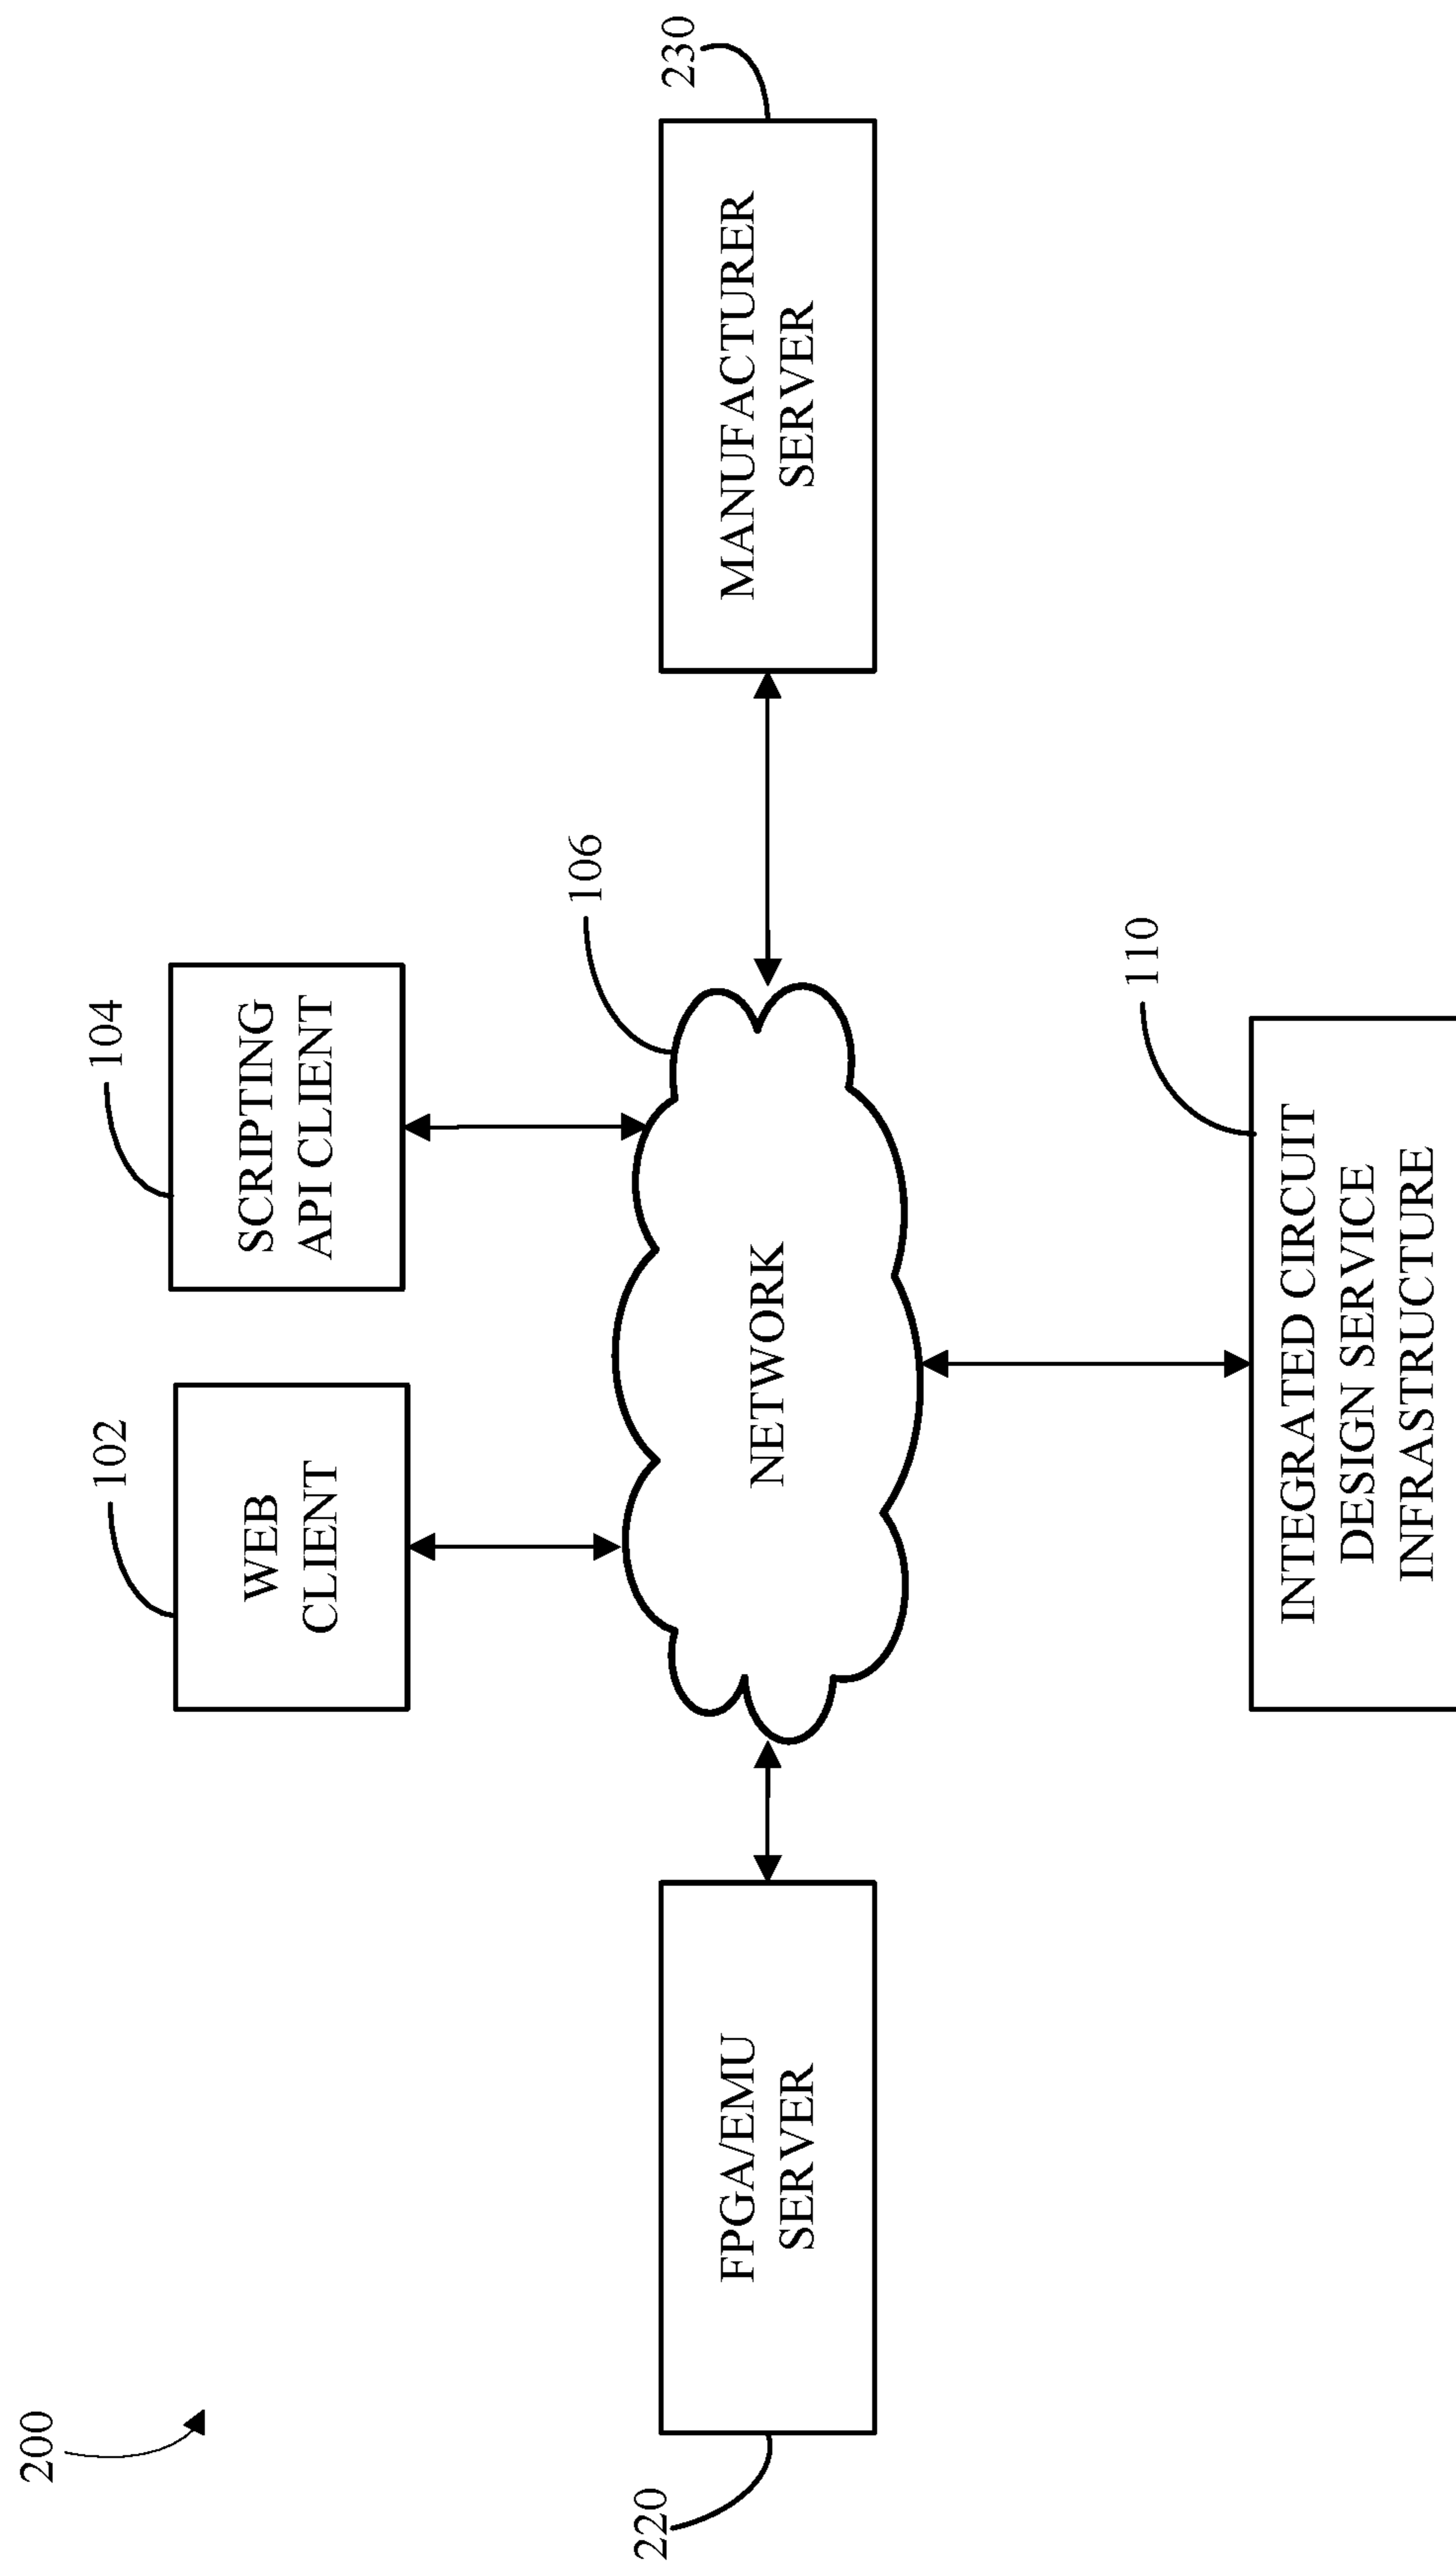 200
102
104
WEB
CLIENT
SCRIPTING
API CLIENT
106
220
230
FPGA/EMU
SERVER
NETWORK
MANUFACTURER
SERVER
110
INTEGRATED CIRCUIT
DESIGN SERVICE
INFRASTRUCTURE